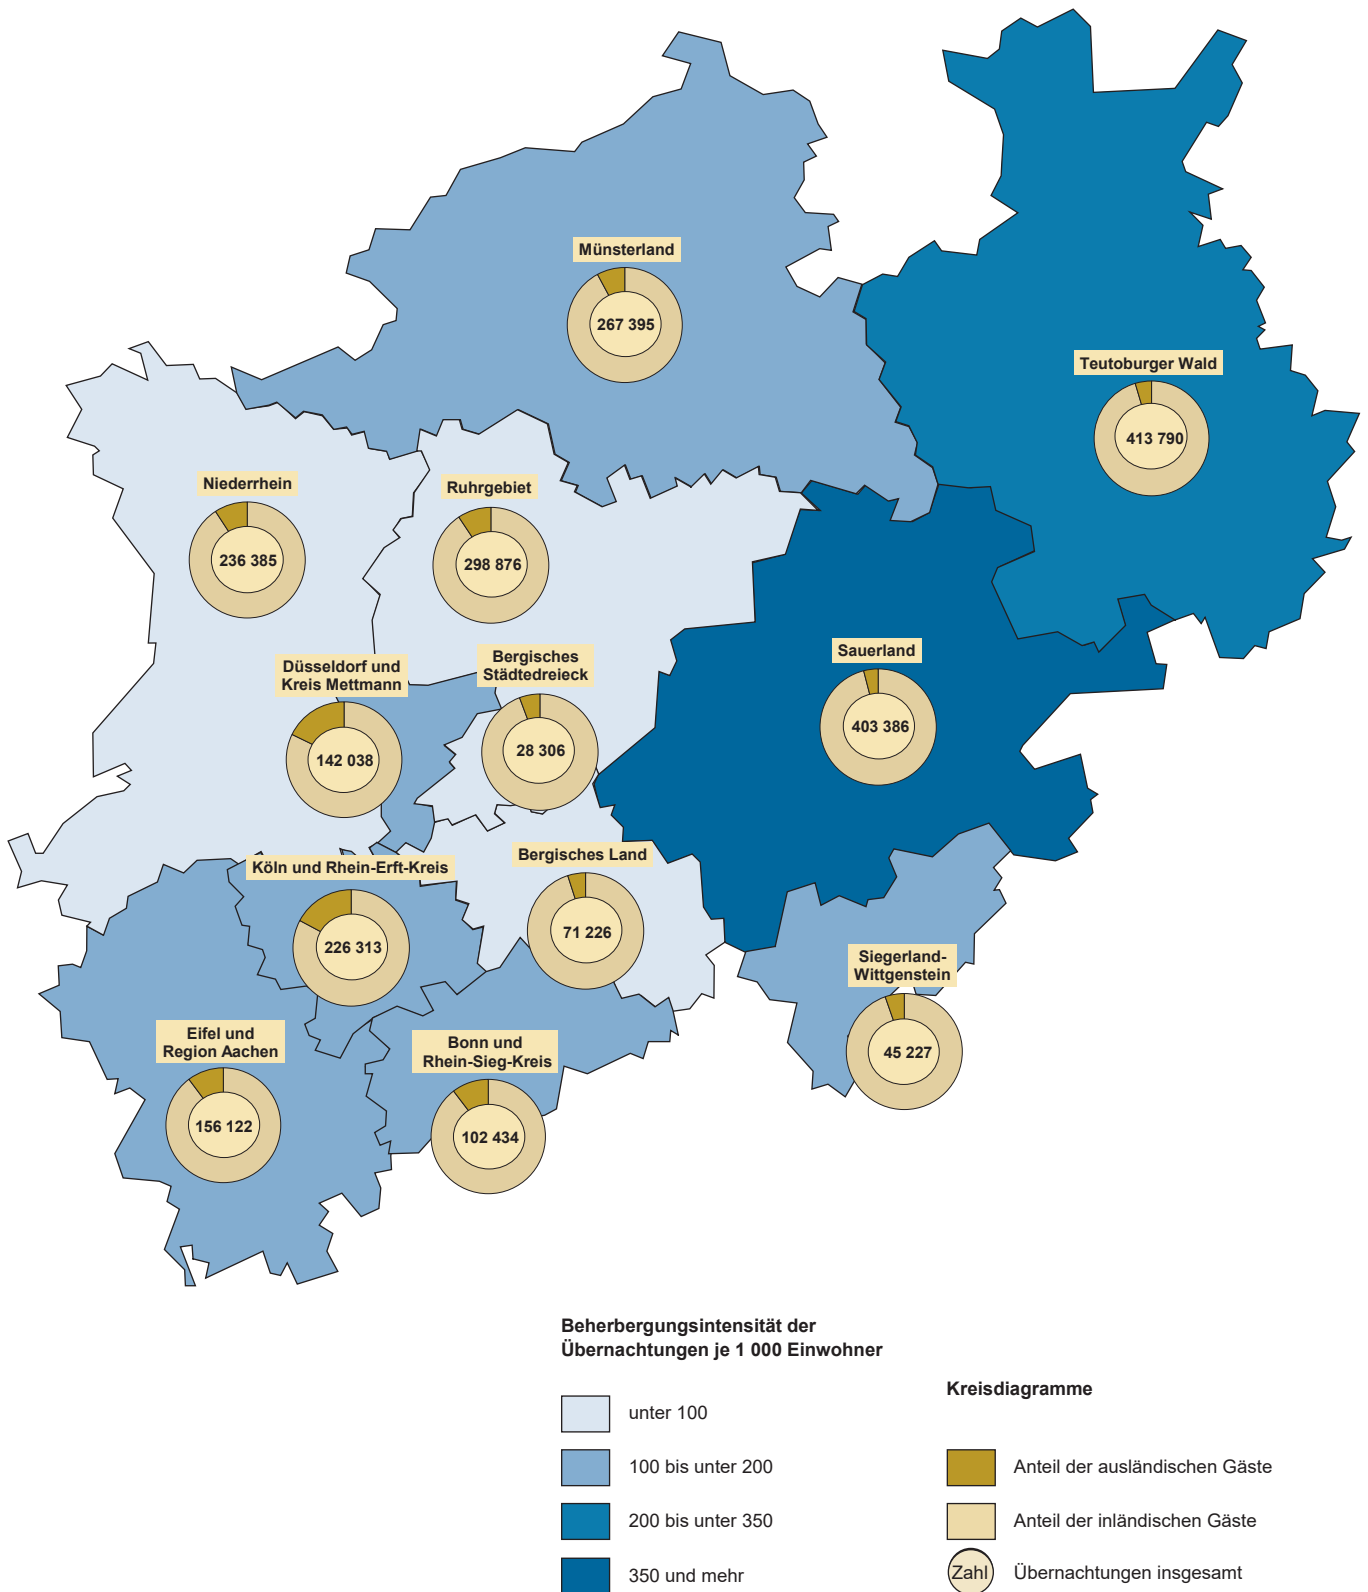 Münsterland
267 395
Teutoburger Wald
413 790
Niederrhein
236 385
Ruhrgebiet
298 876
Düsseldorf und
Kreis Mettmann
142 038
Bergisches
Städtedreieck
28 306
Sauerland
403 386
Köln und Rhein-Erft-Kreis
226 313
Bergisches Land
71 226
Siegerland-
Wittgenstein
45 227
Eifel und
Region Aachen
156 122
Bonn und
Rhein-Sieg-Kreis
102 434
Beherbergungsintensität der
Übernachtungen je 1 000 Einwohner
unter 100
100 bis unter 200
200 bis unter 350
350 und mehr
Kreisdiagramme
Anteil der ausländischen Gäste
Anteil der inländischen Gäste
Zahl Übernachtungen insgesamt